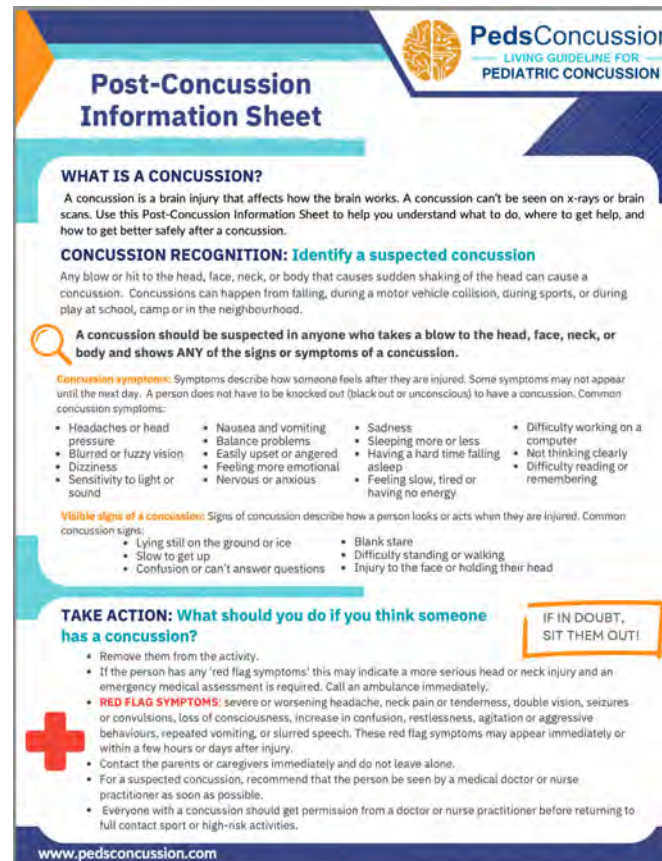 PedsConcussion
LIVING GUIDELINE FOR
PEDIATRIC CONCUSSION
Post-Concussion
Information Sheet
WHAT IS A CONCUSSION?
A concussion is a brain injury that affects how the brain works. A concussion can't be seen on x-rays or brain
scans. Use this Post-Concussion Information Sheet to help you understand what to do, where to get help, and
how to get better safely after a concussion.
CONCUSSION RECOGNITION: Identify a suspected concussion
Any blow or hit to the head, face, neck, or body that causes sudden shaking of the head can cause a
concussion. Concussions can happen from falling, during a motor vehicle collision, during sports, or during
play at school, camp or in the neighbourhood.
A concussion should be suspected in anyone who takes a blow to the head, face, neck, or
body and shows ANY of the signs or symptoms of a concussion.
Concussion symptoms: Symptoms describe how someone feels after they are injured. Some symptoms may not appear
until the next day. A person does not have to be knocked out (black out or unconscious) to have a concussion. Common
concussion symptoms:
• Headaches or head
pressure
• Blurred or fuzzy vision
• Dizziness
• Sensitivity to light or
sound
• Nausea and vomiting
• Balance problems
• Easily upset or angered
• Feeling more emotional
• Nervous or anxious
• Sadness
• Sleeping more or less
• Having a hard time falling
asleep
• Feeling slow, tired or
having no energy
• Difficulty working on a
computer
• Not thinking clearly
• Difficulty reading or
remembering
Visible signs of a concussion: Signs of concussion describe how a person looks or acts when they are injured. Common
concussion signs:
• Lying still on the ground or ice
• Slow to get up
• Confusion or can't answer questions
• Blank stare
• Difficulty standing or walking
• Injury to the face or holding their head
TAKE ACTION: What should you do if you think someone
has a concussion?
IF IN DOUBT,
SIT THEM OUT!
• Remove them from the activity.
• If the person has any 'red flag symptoms' this may indicate a more serious head or neck injury and an
emergency medical assessment is required. Call an ambulance immediately.
• RED FLAG SYMPTOMS: severe or worsening headache, neck pain or tenderness, double vision, seizures
or convulsions, loss of consciousness, increase in confusion, restlessness, agitation or aggressive
behaviours, repeated vomiting, or slurred speech. These red flag symptoms may appear immediately or
within a few hours or days after injury.
• Contact the parents or caregivers immediately and do not leave alone.
• For a suspected concussion, recommend that the person be seen by a medical doctor or nurse
practitioner as soon as possible.
• Everyone with a concussion should get permission from a doctor or nurse practitioner before returning to
full contact sport or high-risk activities.
www.pedsconcussion.com